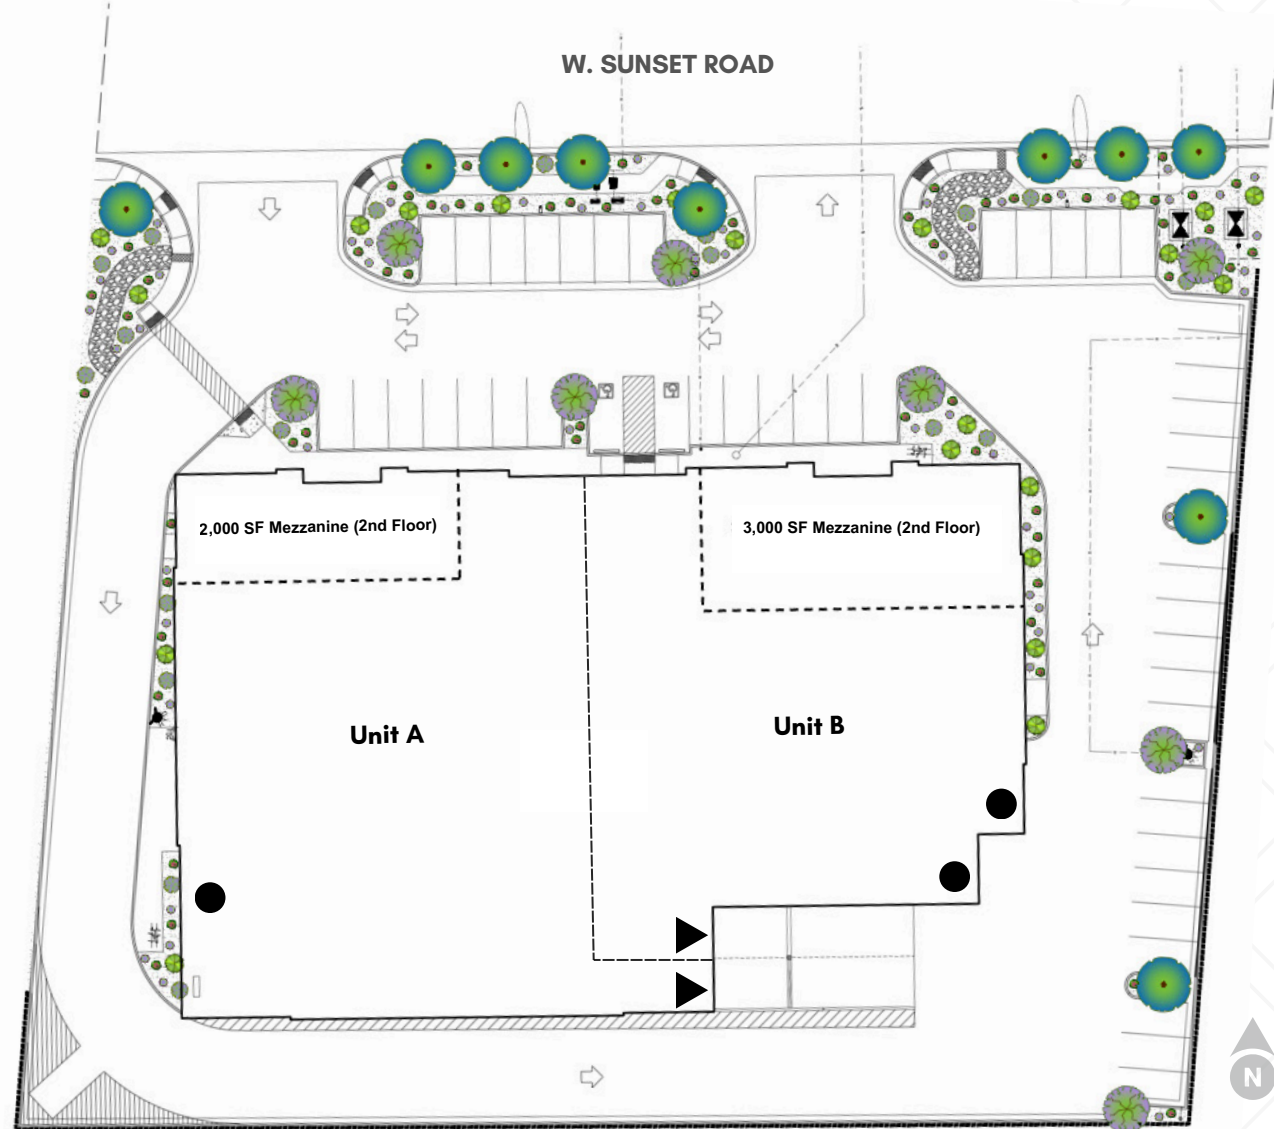 W. SUNSET ROAD
2,000 SF Mezzanine (2nd Floor)
3,000 SF Mezzanine (2nd Floor)
Unit A
Unit B
N